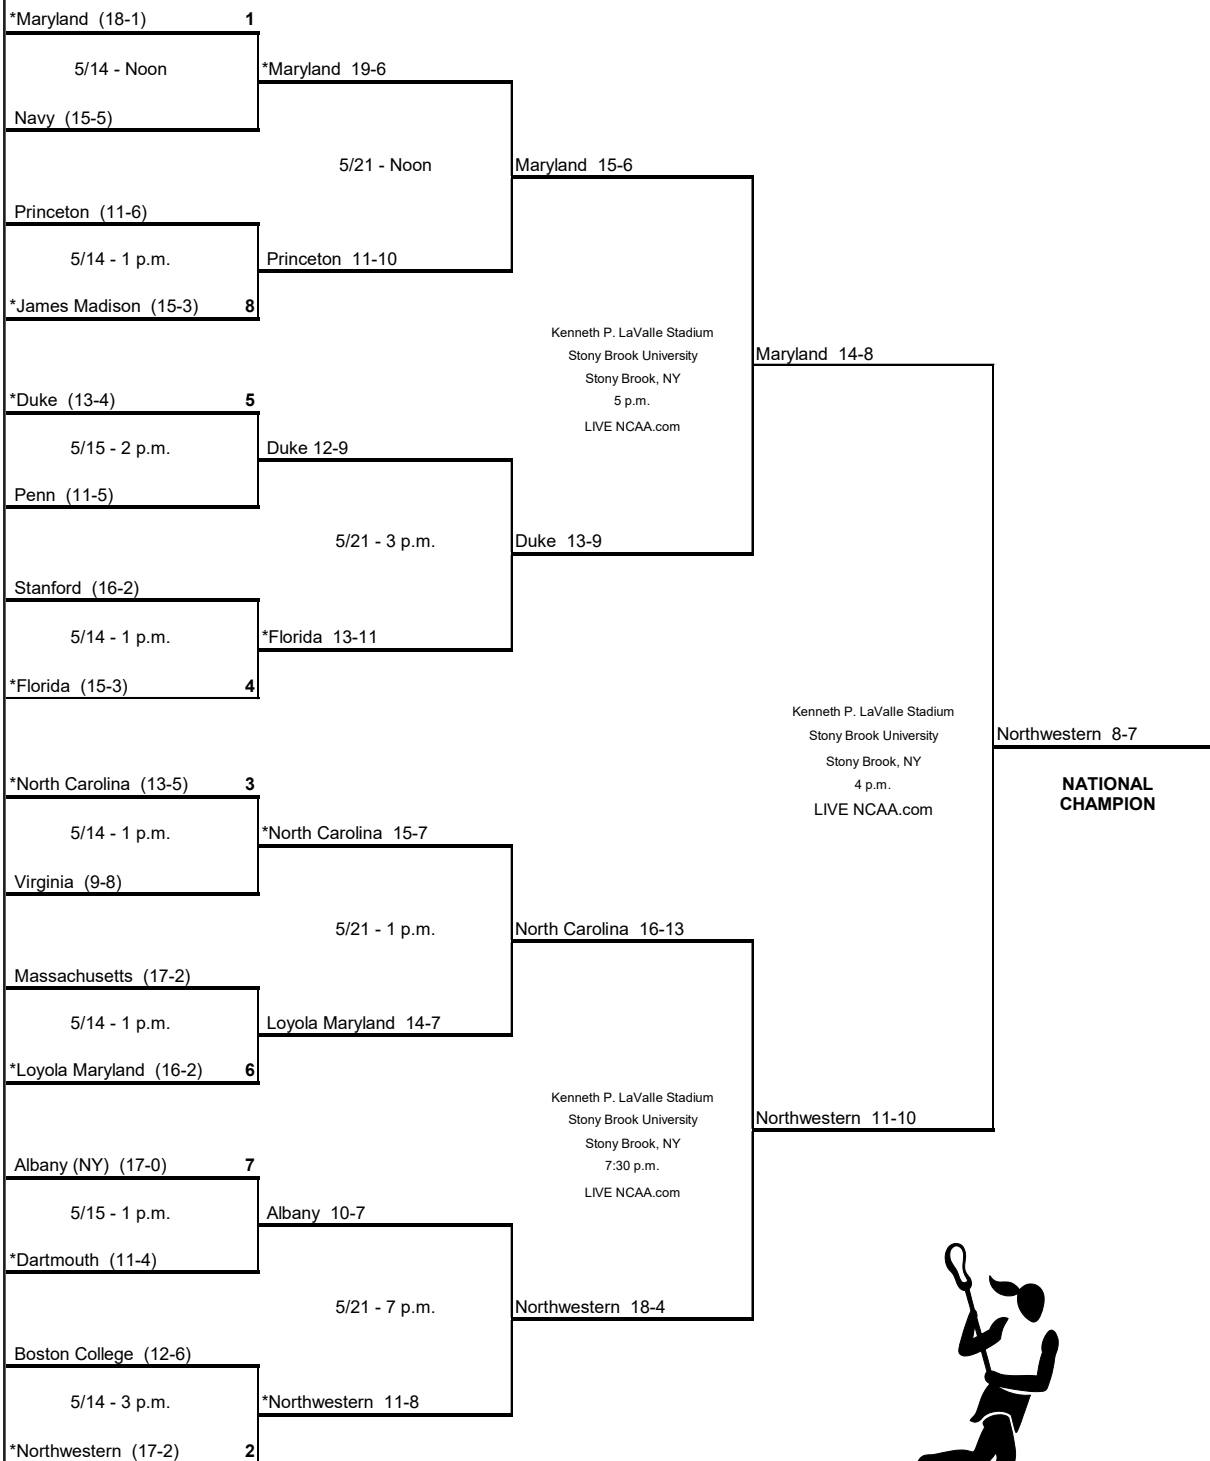 *Maryland (18-1) 1
5/14 - Noon
*Maryland 19-6
Navy (15-5)
5/21 - Noon
Maryland 15-6
Princeton (11-6)
5/14 - 1 p.m.
Princeton 11-10
*James Madison (15-3) 8
Kenneth P. LaValle Stadium
Stony Brook University
Stony Brook, NY
5 p.m.
LIVE NCAA.com
Maryland 14-8
*Duke (13-4) 5
5/15 - 2 p.m.
Duke 12-9
Penn (11-5)
5/21 - 3 p.m.
Duke 13-9
Stanford (16-2)
5/14 - 1 p.m.
*Florida 13-11
*Florida (15-3) 4
Kenneth P. LaValle Stadium
Stony Brook University
Stony Brook, NY
4 p.m.
LIVE NCAA.com
Northwestern 8-7
NATIONAL
CHAMPION
*North Carolina (13-5) 3
5/14 - 1 p.m.
*North Carolina 15-7
Virginia (9-8)
5/21 - 1 p.m.
North Carolina 16-13
Massachusetts (17-2)
5/14 - 1 p.m.
Loyola Maryland 14-7
*Loyola Maryland (16-2) 6
Kenneth P. LaValle Stadium
Stony Brook University
Stony Brook, NY
7:30 p.m.
LIVE NCAA.com
Northwestern 11-10
Albany (NY) (17-0) 7
5/15 - 1 p.m.
Albany 10-7
*Dartmouth (11-4)
5/21 - 7 p.m.
Northwestern 18-4
Boston College (12-6)
5/14 - 3 p.m.
*Northwestern 11-8
*Northwestern (17-2) 2